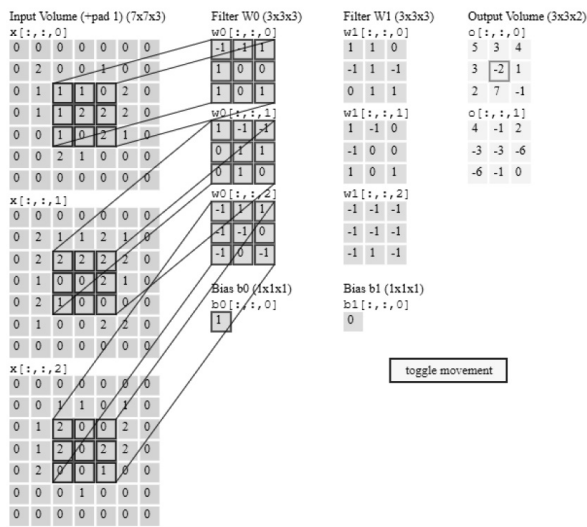 Input Volume (+pad 1) (7x7x3)
x[:,:,0]
0 0 0 0 0 0 0
0 2 0 0 1 0 0
0 1 1 1 0 2 0
0 1 1 2 2 2 0
0 0 1 0 2 1 0
0 0 2 1 0 0 0
0 0 0 0 0 0 0
x[:,:,1]
0 0 0 0 0 0 0
0 2 1 1 2 1 0
0 2 2 2 2 2 0
0 1 0 0 2 1 0
0 2 1 0 0 0 0
0 1 0 0 2 2 0
0 0 0 0 0 0 0
x[:,:,2]
0 0 0 0 0 0 0
0 0 1 1 0 1 0
0 1 2 0 0 2 0
0 1 2 0 2 2 0
0 2 0 0 1 0 0
0 0 0 1 0 0 0
0 0 0 0 0 0 0
Filter W0 (3x3x3)
w0[:,:,0]
-1 -1 1
1 0 0
1 0 1
w0[:,:,1]
1 -1 -1
0 1 1
0 1 0
w0[:,:,2]
-1 1 1
-1 -1 0
-1 0 -1
Bias b0 (1x1x1)
b0[:,:,0]
1
Filter W1 (3x3x3)
w1[:,:,0]
1 1 0
-1 1 -1
0 1 1
w1[:,:,1]
1 -1 0
-1 0 0
1 0 1
w1[:,:,2]
-1 -1 -1
-1 -1 -1
-1 1 -1
Bias b1 (1x1x1)
b1[:,:,0]
0
Output Volume (3x3x2)
o[:,:,0]
5 3 4
3 -2 1
2 7 -1
o[:,:,1]
4 -1 2
-3 -3 -6
-6 -1 0
toggle movement